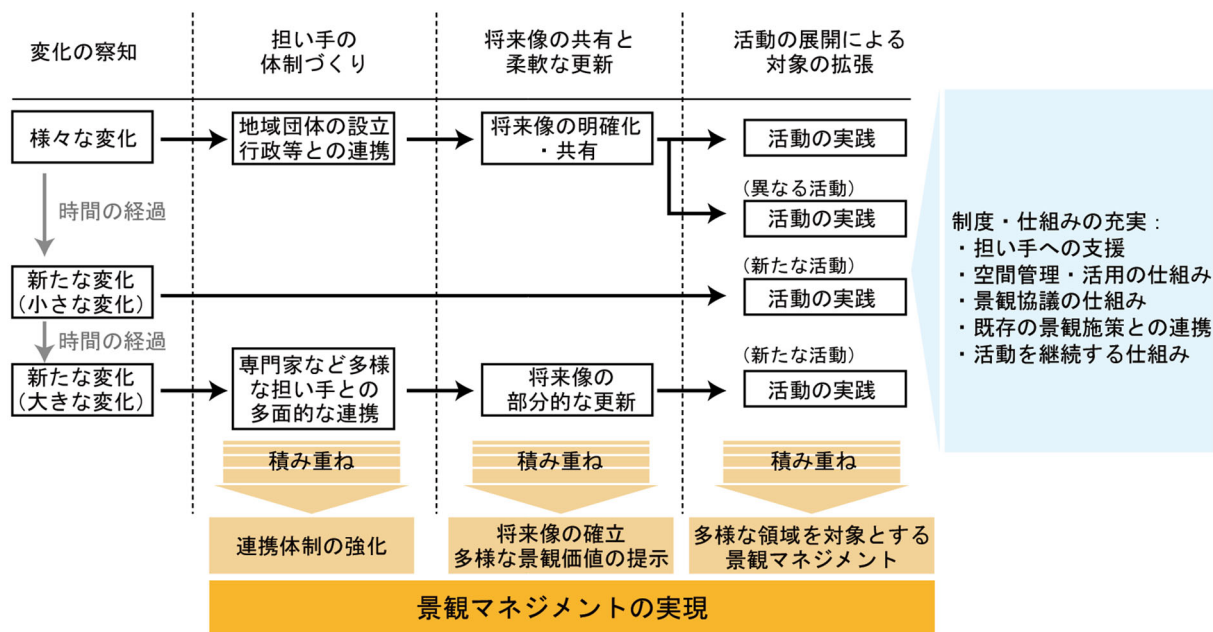 変化の察知
担い手の
体制づくり
将来像の共有と
柔軟な更新
活動の展開による
対象の拡張
様々な変化
地域団体の設立
行政等との連携
将来像の明確化
・共有
活動の実践
(異なる活動)
活動の実践
時間の経過
新たな変化
(小さな変化)
(新たな活動)
活動の実践
時間の経過
新たな変化
(大きな変化)
専門家など多様
な担い手との
多面的な連携
将来像の
部分的な更新
(新たな活動)
活動の実践
制度・仕組みの充実：
・担い手への支援
・空間管理・活用の仕組み
・景観協議の仕組み
・既存の景観施策との連携
・活動を継続する仕組み
積み重ね
積み重ね
積み重ね
連携体制の強化
将来像の確立
多様な景観価値の提示
多様な領域を対象とする
景観マネジメント
景観マネジメントの実現